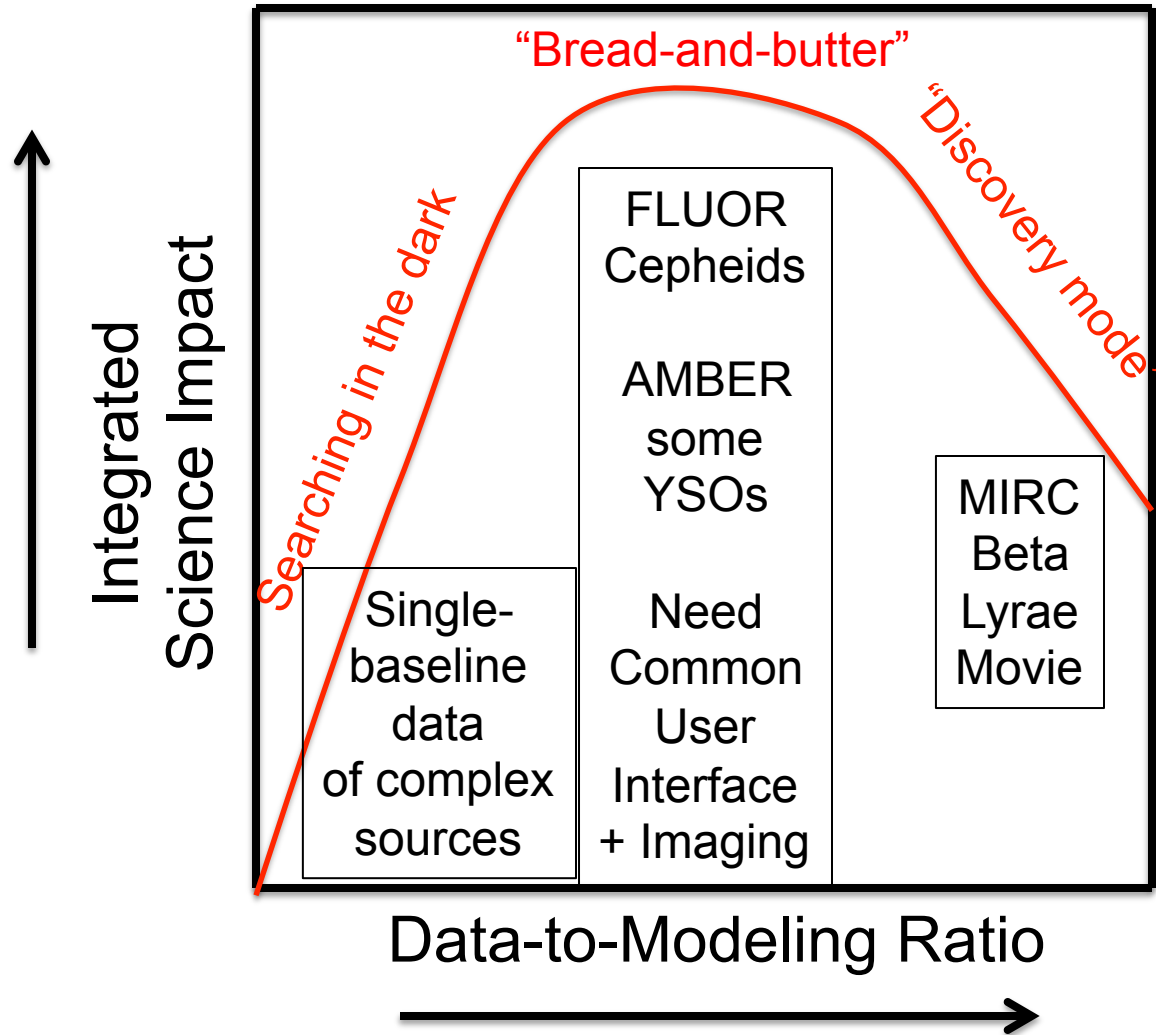 “Bread-and-butter”
“Discovery mode
Searching in the dark
Integrated
Science Impact
FLUOR
Cepheids
AMBER
some
YSOs
Need
Common
User
Interface
+ Imaging
Single-
baseline
data
of complex
sources
MIRC
Beta
Lyrae
Movie
Data-to-Modeling Ratio